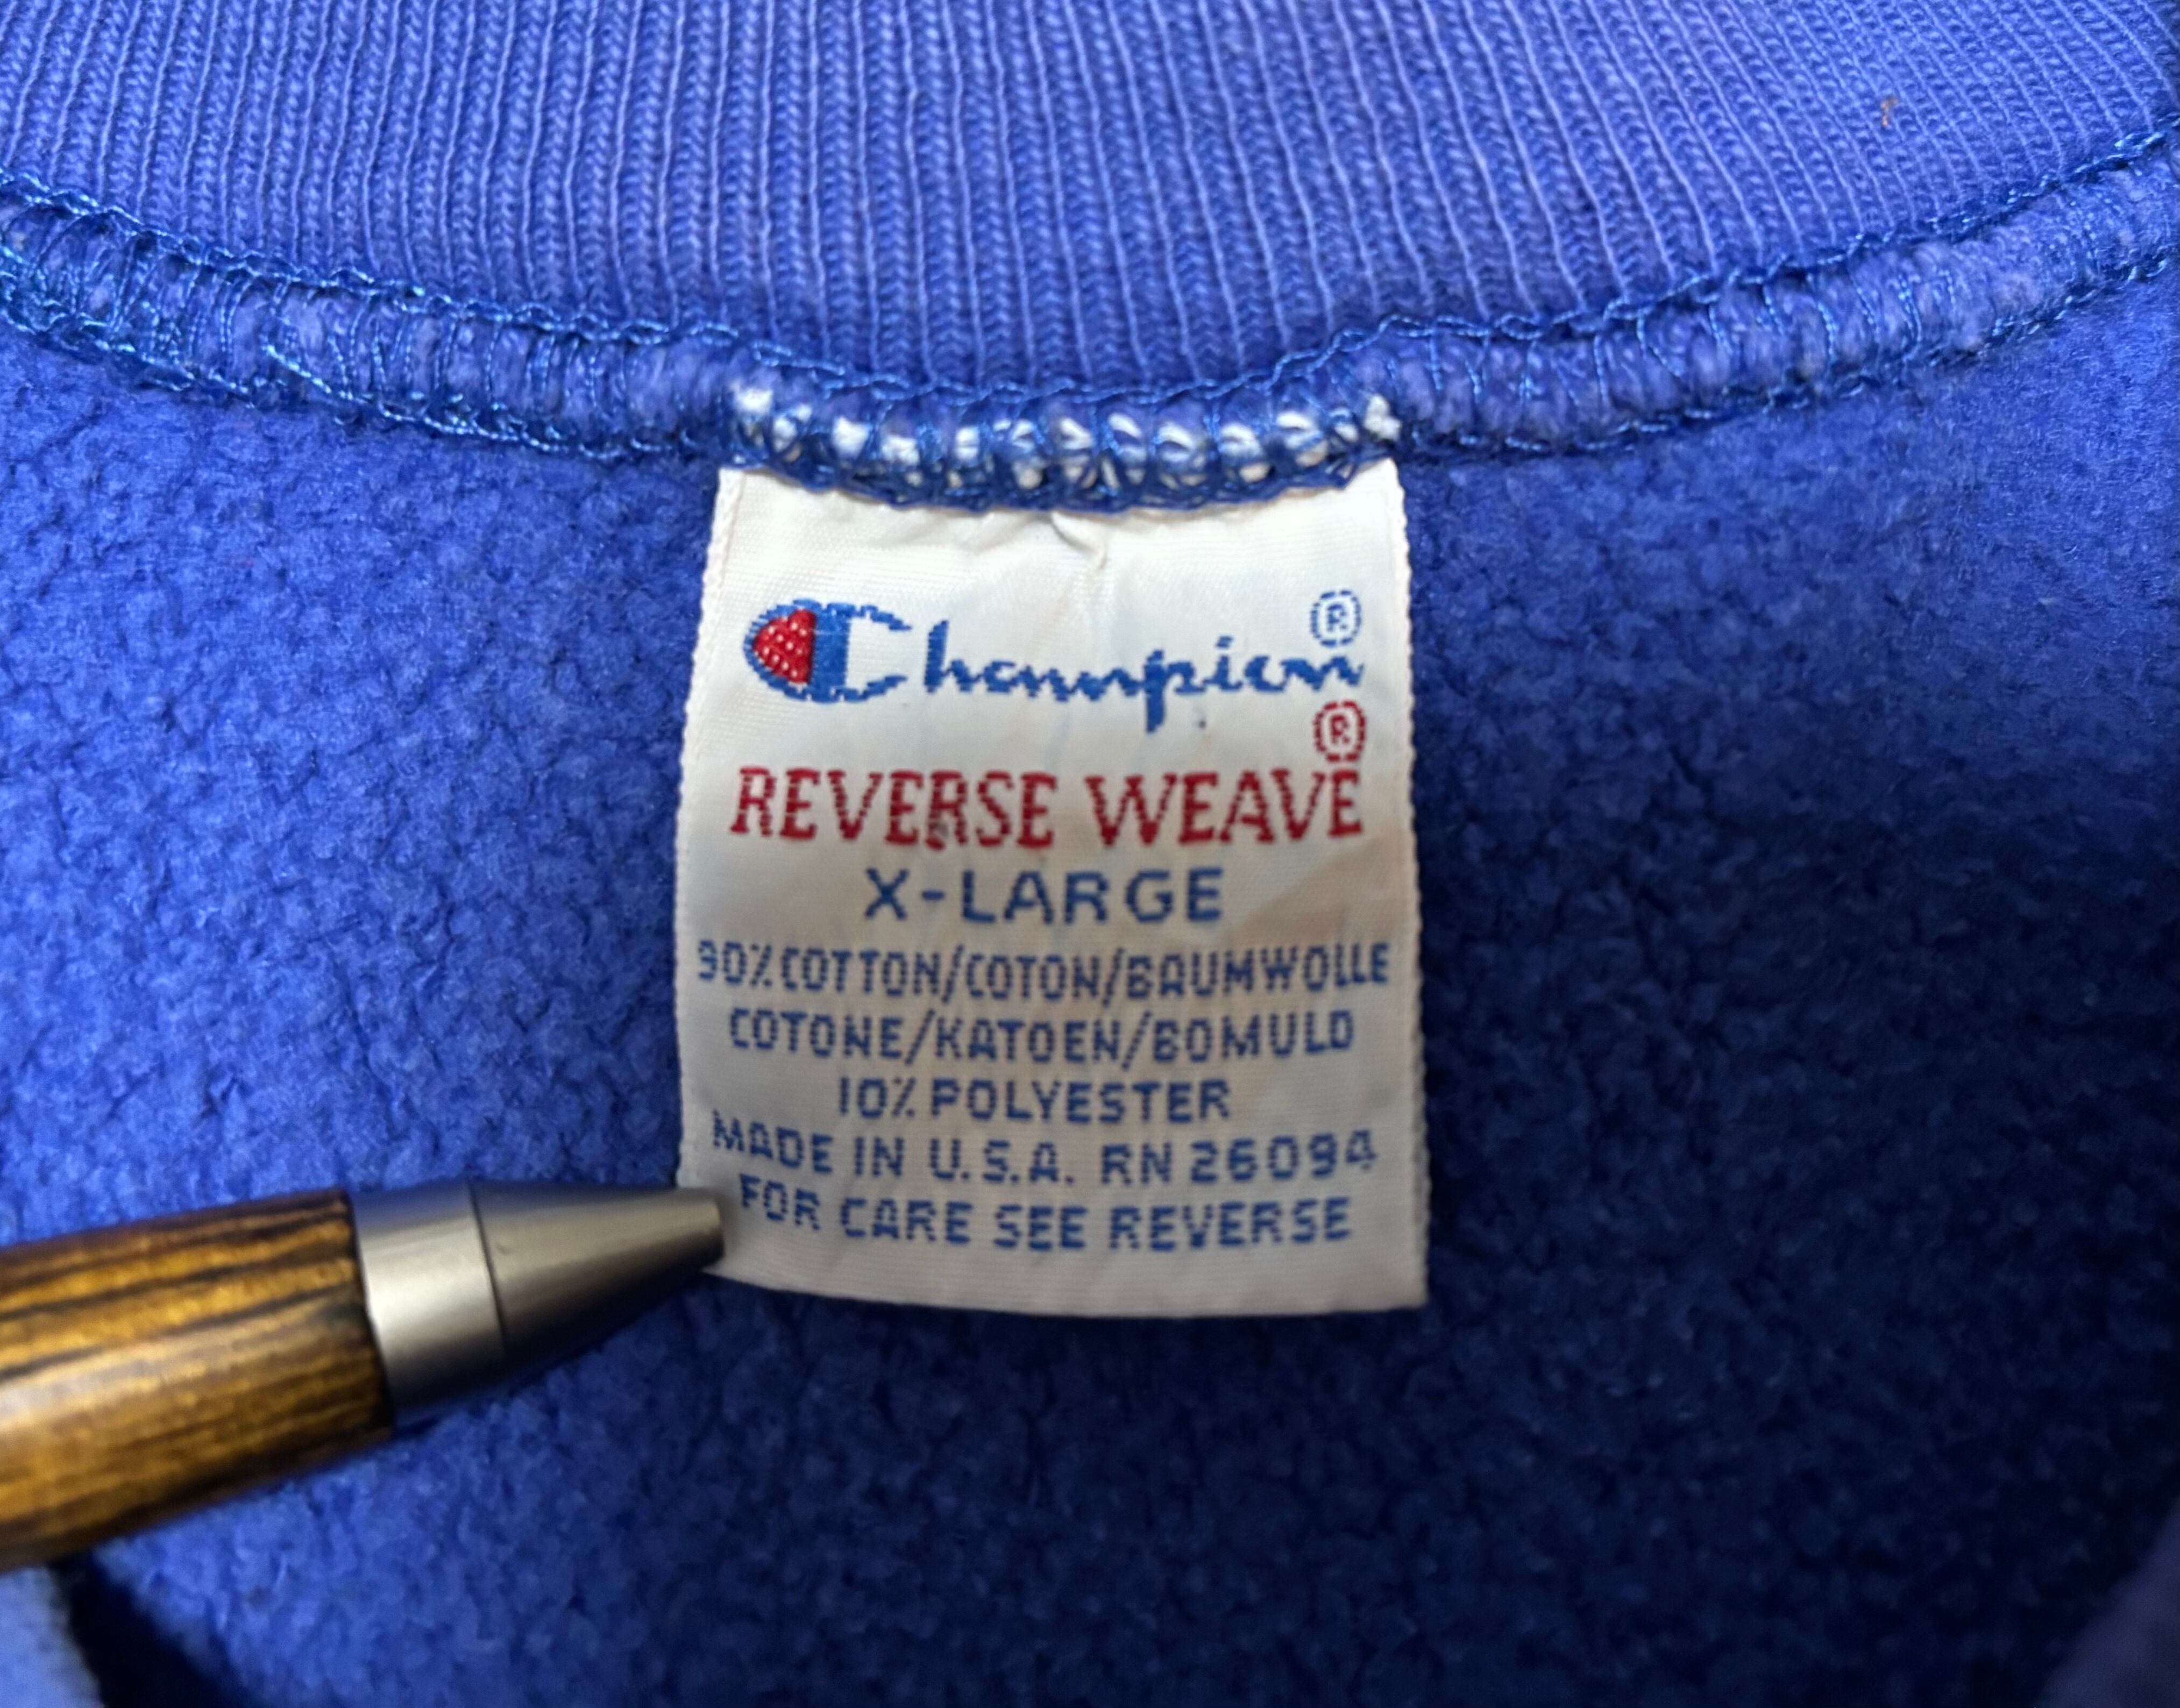 Champion®
REVERSE WEAVE®
X-LARGE
90% COTTON/COTON/BAUMWOLLE
COTONE/KATOEN/BOMULD
10% POLYESTER
MADE IN U.S.A. RN 26094
FOR CARE SEE REVERSE